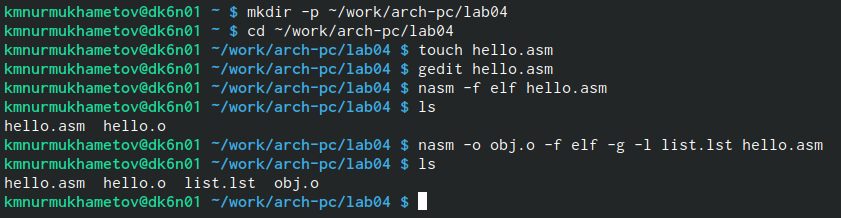 kmnurmukhametov@dk6n01 ~ $ mkdir -p ~/work/arch-pc/lab04
kmnurmukhametov@dk6n01 ~ $ cd ~/work/arch-pc/lab04
kmnurmukhametov@dk6n01 ~/work/arch-pc/lab04 $ touch hello.asm
kmnurmukhametov@dk6n01 ~/work/arch-pc/lab04 $ gedit hello.asm
kmnurmukhametov@dk6n01 ~/work/arch-pc/lab04 $ nasm -f elf hello.asm
kmnurmukhametov@dk6n01 ~/work/arch-pc/lab04 $ ls
hello.asm  hello.o
kmnurmukhametov@dk6n01 ~/work/arch-pc/lab04 $ nasm -o obj.o -f elf -g -l list.lst hello.asm
kmnurmukhametov@dk6n01 ~/work/arch-pc/lab04 $ ls
hello.asm  hello.o  list.lst  obj.o
kmnurmukhametov@dk6n01 ~/work/arch-pc/lab04 $